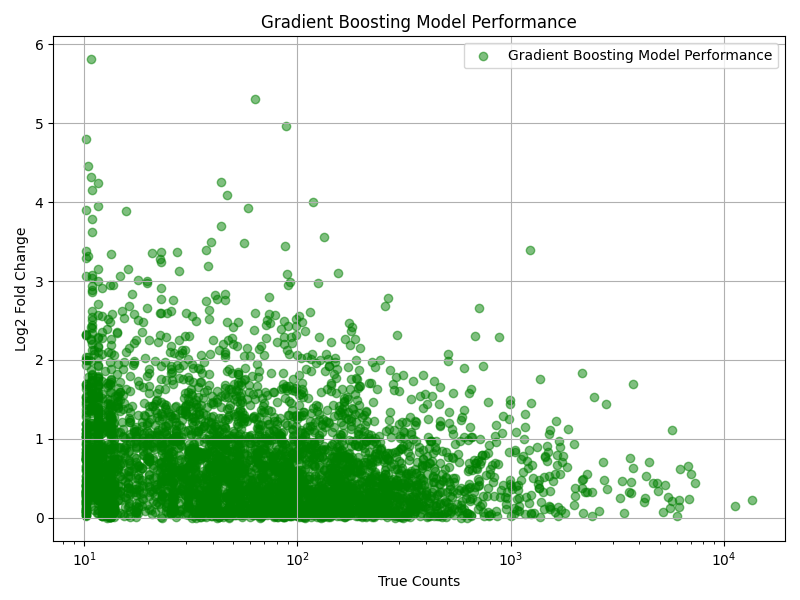 Gradient Boosting Model Performance
Gradient Boosting Model Performance
6
5
4
3
2
1
0
Log2 Fold Change
10¹
10²
10³
10⁴
True Counts